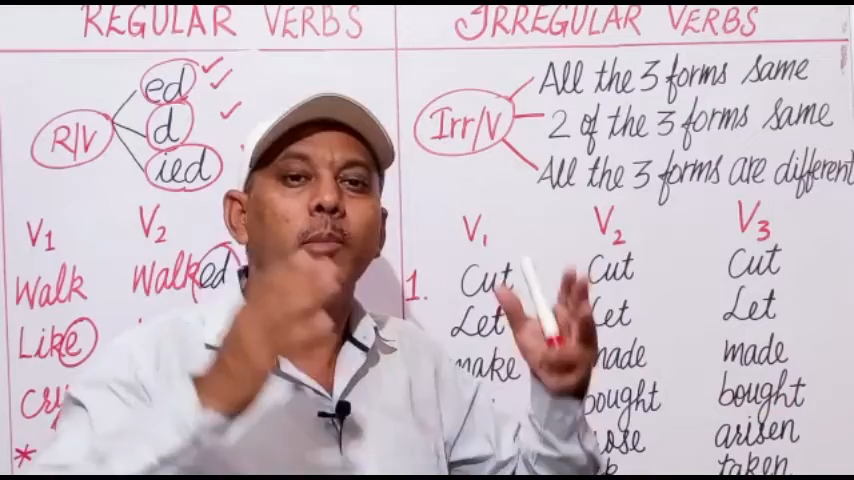 REGULAR VERBS
R/V
ed
d
ied
V1 V2
Walk Walked
Like
cry
*
IRREGULAR VERBS
Irr/V
All the 3 forms same
2 of the 3 forms same
All the 3 forms are different
V1 V2 V3
1. Cut Cut Cut
Let Let Let
make made made
bought bought
arisen
taken